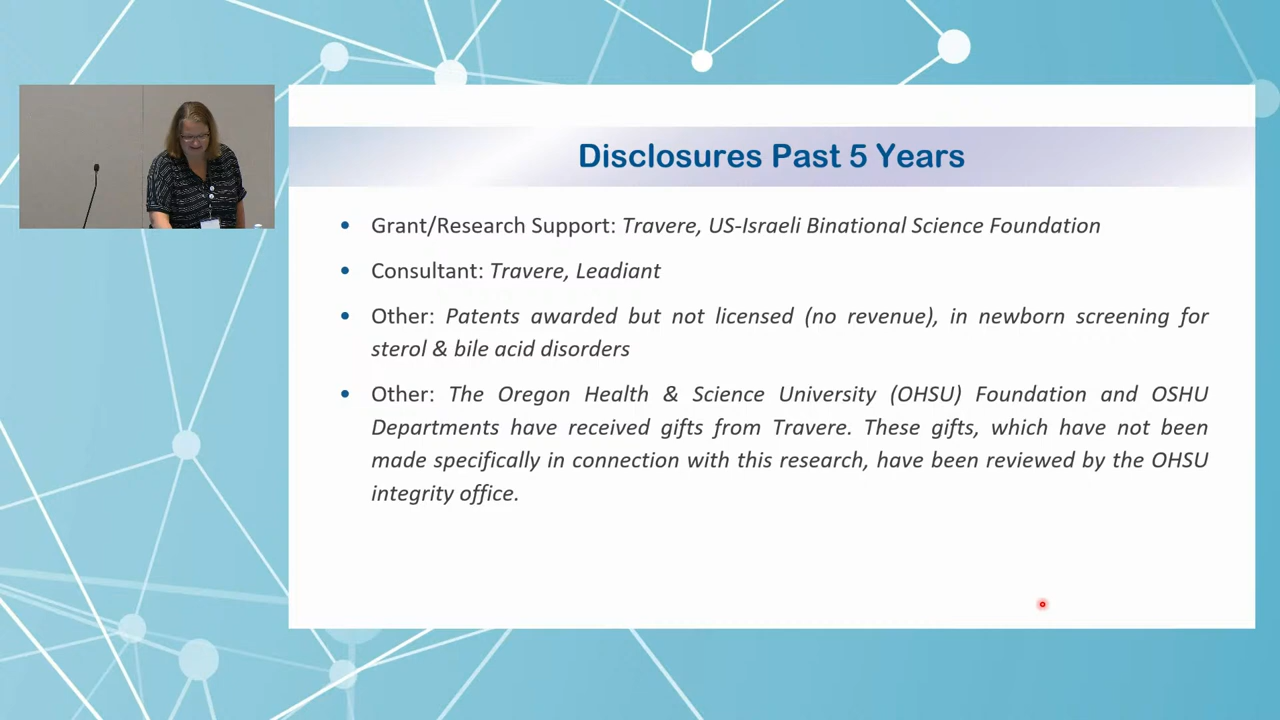 Disclosures Past 5 Years
• Grant/Research Support: Travere, US-Israeli Binational Science Foundation
• Consultant: Travere, Leadiant
• Other: Patents awarded but not licensed (no revenue), in newborn screening for
sterol & bile acid disorders
• Other: The Oregon Health & Science University (OHSU) Foundation and OSHU
Departments have received gifts from Travere. These gifts, which have not been
made specifically in connection with this research, have been reviewed by the OHSU
integrity office.